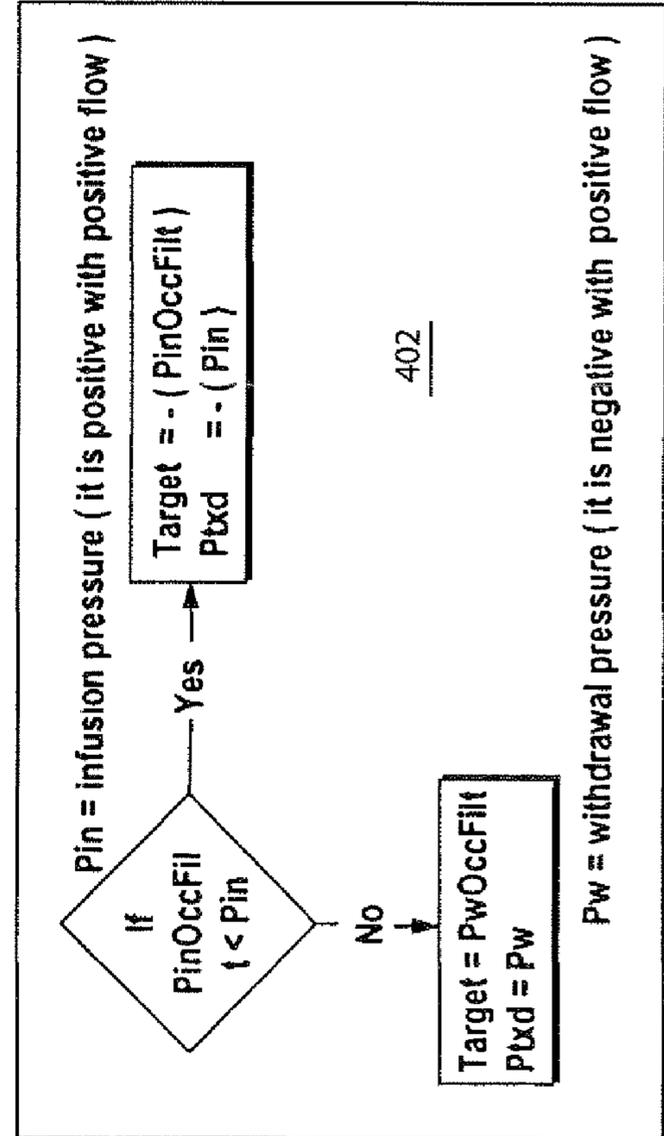 Pin = infusion pressure ( it is positive with positive flow )
If
PinOccFil
t < Pin
Yes
Target = - ( PinOccFilt )
Ptxd = - ( Pin )
402
No
Target = PwOccFilt
Ptxd = Pw
Pw = withdrawal pressure ( it is negative with positive flow )